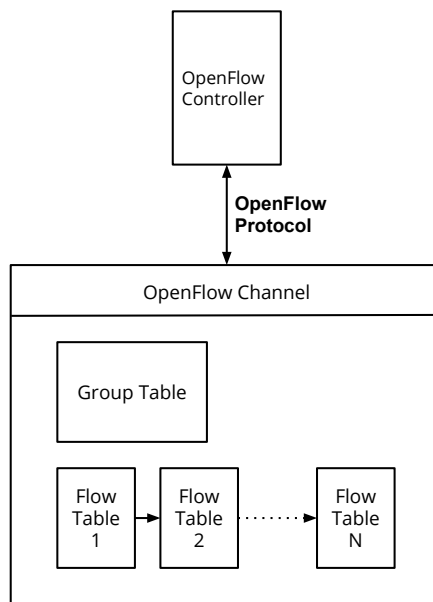 OpenFlow
Controller
OpenFlow
Protocol
OpenFlow Channel
Group Table
Flow
Table
1
Flow
Table
2
Flow
Table
N